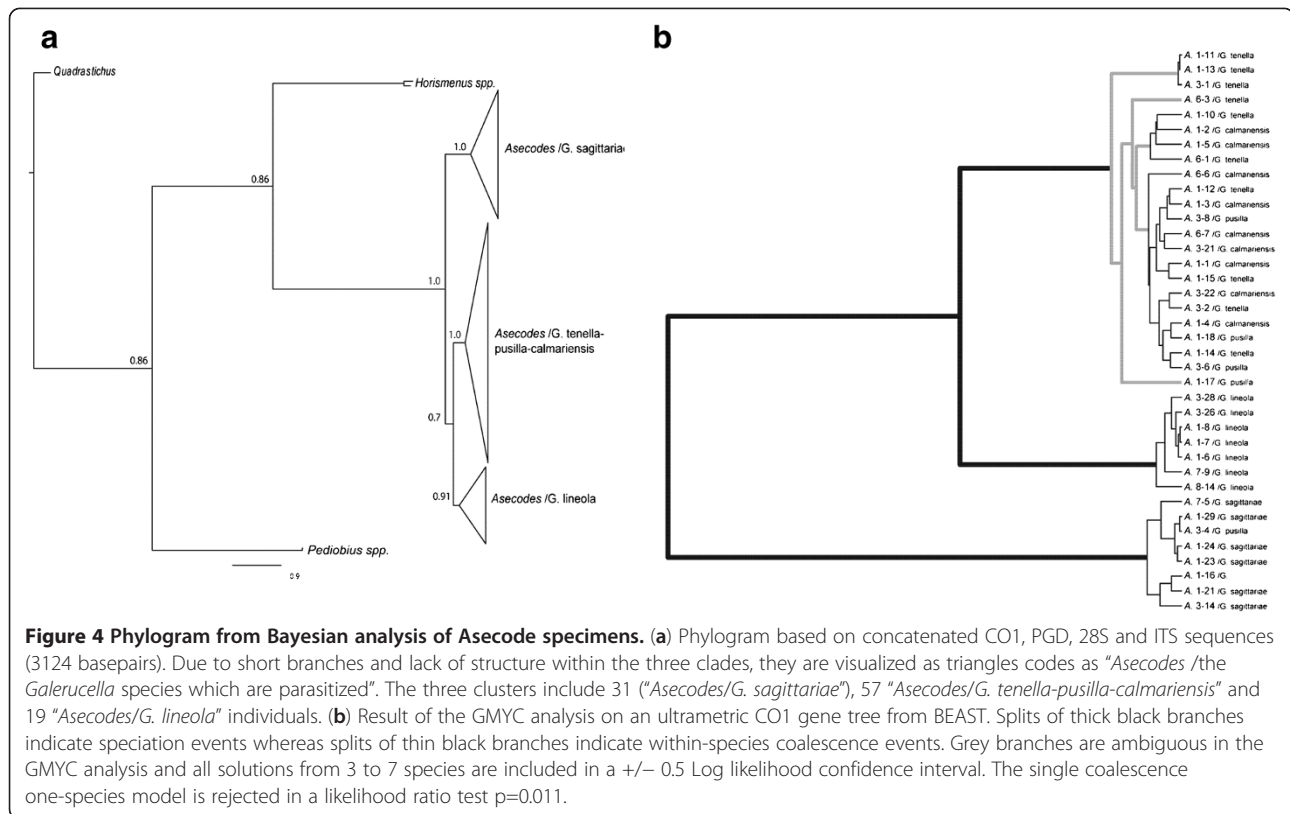 a
Quadrastichus
Horismenus spp.
1.0
Asecodes /G. sagittariae
0.86
1.0
0.86
1.0
Asecodes /G. tenella-
pusilla-calmariensis
0.7
0.91
Asecodes /G. lineola
Pediobius spp.
0.9
b
A. 1-11 /G. tenella
A. 1-13 /G. tenella
A. 3-1 /G. tenella
A. 6-3 /G. tenella
A. 1-10 /G. tenella
A. 1-2 /G. calmariensis
A. 1-5 /G. calmariensis
A. 6-1 /G. tenella
A. 6-6 /G. calmariensis
A. 1-12 /G. tenella
A. 1-3 /G. calmariensis
A. 3-8 /G. pusilla
A. 6-7 /G. calmariensis
A. 3-21 /G. calmariensis
A. 1-1 /G. calmariensis
A. 1-15 /G. tenella
A. 3-22 /G. calmariensis
A. 3-2 /G. tenella
A. 1-4 /G. calmariensis
A. 1-18 /G. pusilla
A. 1-14 /G. tenella
A. 3-6 /G. pusilla
A. 1-17 /G. pusilla
A. 3-28 /G. lineola
A. 3-26 /G. lineola
A. 1-8 /G. lineola
A. 1-7 /G. lineola
A. 1-6 /G. lineola
A. 7-9 /G. lineola
A. 8-14 /G. lineola
A. 7-5 /G. sagittariae
A. 1-29 /G. sagittariae
A. 3-4 /G. pusilla
A. 1-24 /G. sagittariae
A. 1-23 /G. sagittariae
A. 1-16 /G.
A. 1-21 /G. sagittariae
A. 3-14 /G. sagittariae
Figure 4 Phylogram from Bayesian analysis of Asecode specimens. (a) Phylogram based on concatenated CO1, PGD, 28S and ITS sequences
(3124 basepairs). Due to short branches and lack of structure within the three clades, they are visualized as triangles codes as “Asecodes /the
Galerucella species which are parasitized”. The three clusters include 31 (“Asecodes/G. sagittariae”), 57 “Asecodes/G. tenella-pusilla-calmariensis” and
19 “Asecodes/G. lineola” individuals. (b) Result of the GMYC analysis on an ultrametric CO1 gene tree from BEAST. Splits of thick black branches
indicate speciation events whereas splits of thin black branches indicate within-species coalescence events. Grey branches are ambiguous in the
GMYC analysis and all solutions from 3 to 7 species are included in a +/− 0.5 Log likelihood confidence interval. The single coalescence
one-species model is rejected in a likelihood ratio test p=0.011.